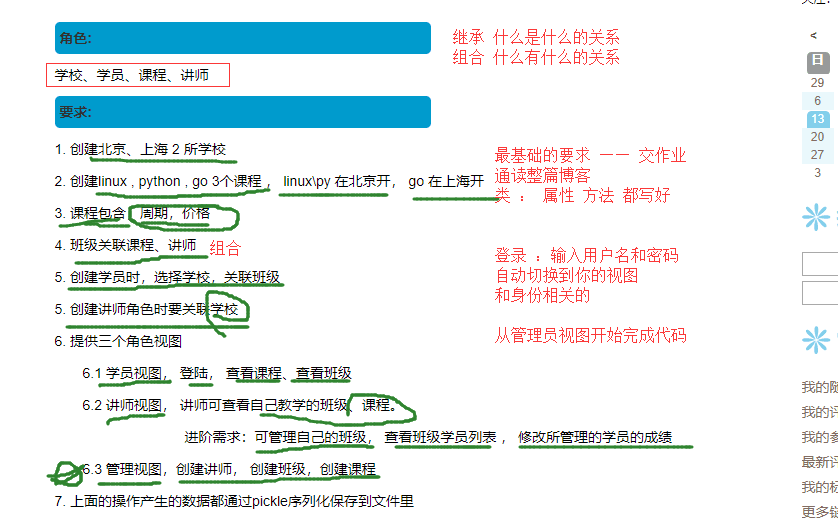 角色:
继承 什么是什么的关系
组合 什么有什么的关系
学校、学员、课程、讲师
要求:
1. 创建北京、上海 2 所学校
最基础的要求 —— 交作业
通读整篇博客
类 : 属性 方法 都写好
2. 创建linux , python , go 3个课程 , linux\py 在北京开, go 在上海开
3. 课程包含,周期,价格
4. 班级关联课程、讲师 组合
5. 创建学员时,选择学校,关联班级
5. 创建讲师角色时要关联学校
登录 : 输入用户名和密码
自动切换到你的视图
和身份相关的
从管理员视图开始完成代码
6. 提供三个角色视图
6.1 学员视图, 登陆, 查看课程、查看班级
6.2 讲师视图, 讲师可查看自己教学的班级、课程。
进阶需求:可管理自己的班级, 查看班级学员列表 , 修改所管理的学员的成绩
6.3 管理视图,创建讲师, 创建班级,创建课程
7. 上面的操作产生的数据都通过pickle序列化保存到文件里
<
日
29
6
13
20
27
3
我的
我的评
我的参
最新评
我的标
更多链